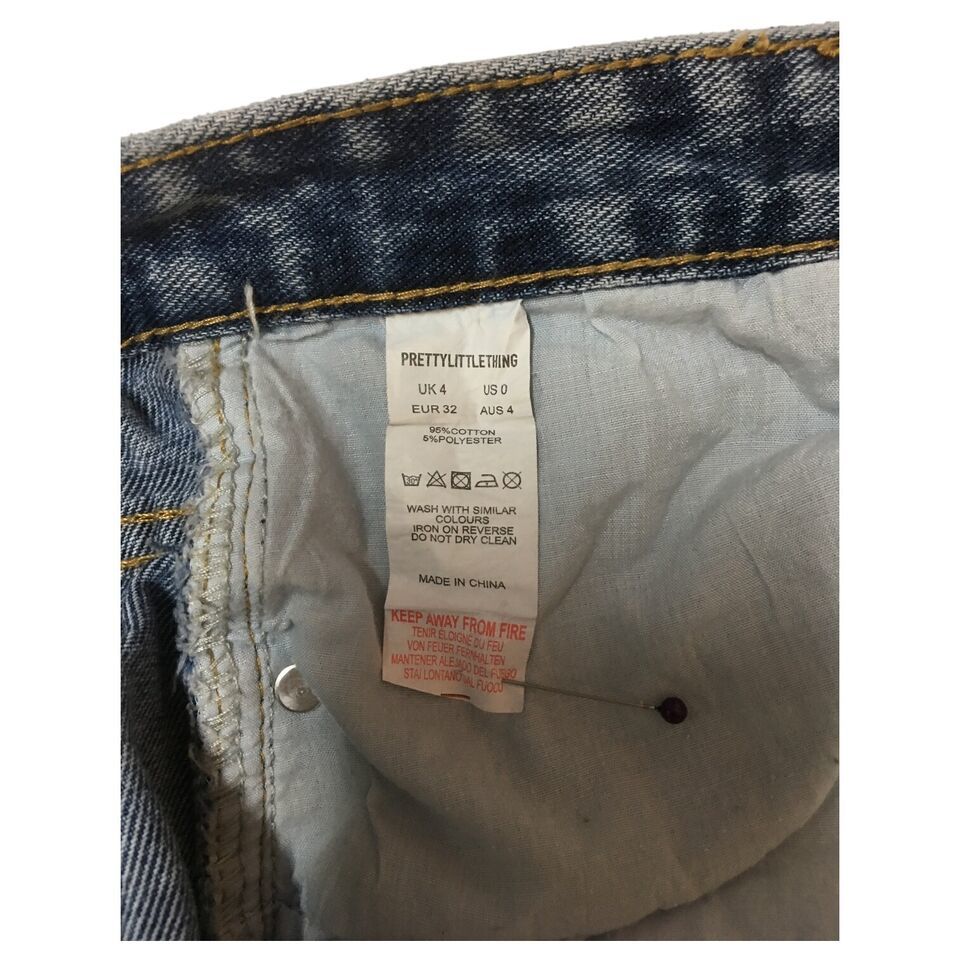 PRETTYLITTLETHING
UK 4 US 0
EUR 32 AUS 4
95%COTTON
5%POLYESTER
30°
WASH WITH SIMILAR
COLOURS
IRON ON REVERSE
DO NOT DRY CLEAN
MADE IN CHINA
KEEP AWAY FROM FIRE
TENIR ÉLOIGNÉ DU FEU
VON FEUER FERNHALTEN
MANTENER ALEJADO DEL FUEGO
STAI LONTANO DAL FUOCO